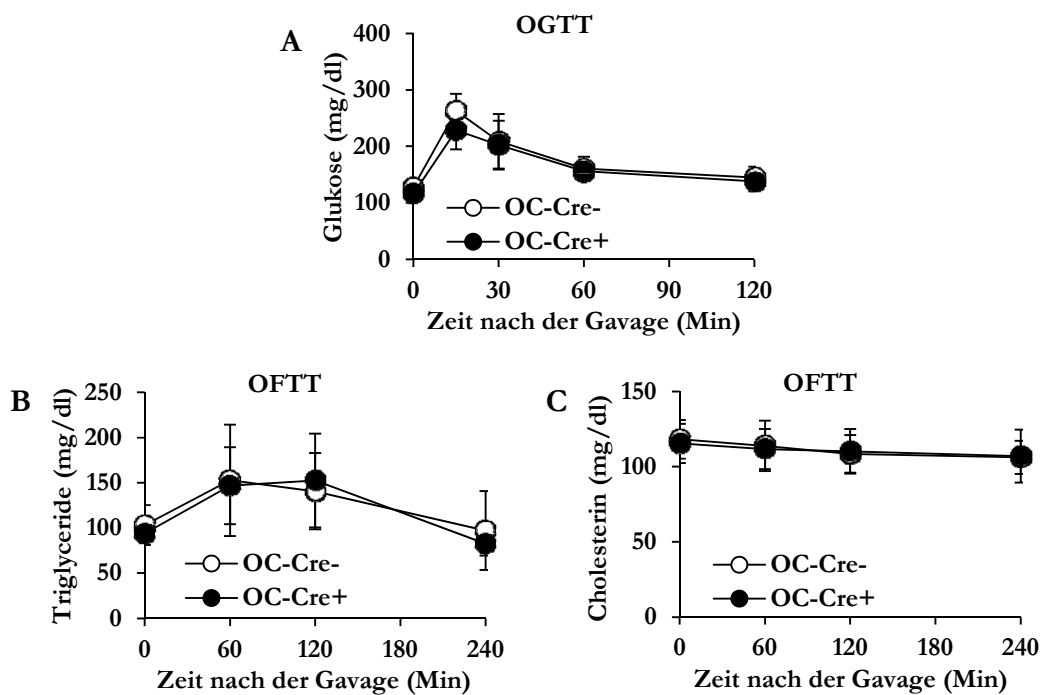 A
OGTT
Glukose (mg/dl)
400
300
200
100
0
OC-Cre-
OC-Cre+
0 30 60 90 120
Zeit nach der Gavage (Min)
B
OFTT
Triglyceride (mg/dl)
250
200
150
100
50
0
OC-Cre-
OC-Cre+
0 60 120 180 240
Zeit nach der Gavage (Min)
C
OFTT
Cholesterin (mg/dl)
150
100
50
0
OC-Cre-
OC-Cre+
0 60 120 180 240
Zeit nach der Gavage (Min)